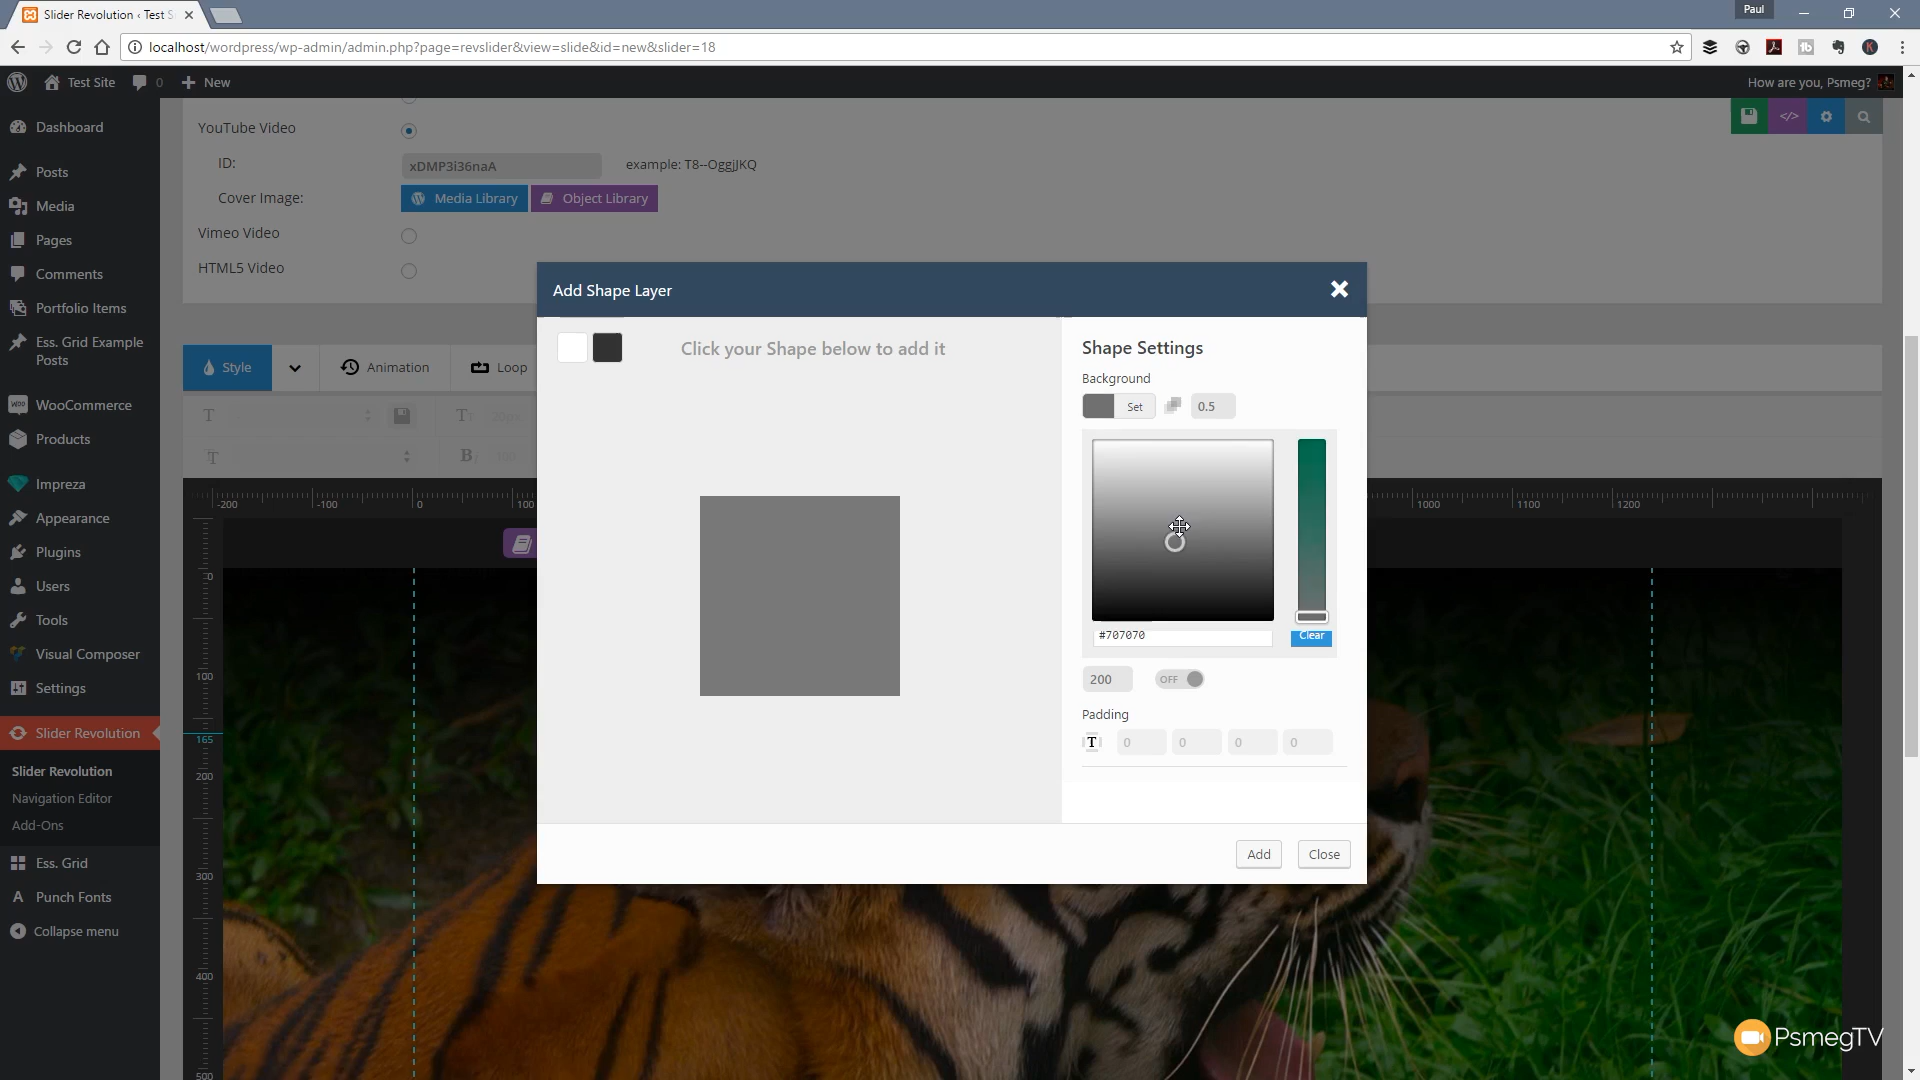 Slider Revolution ‹ Test S
Paul
localhost/wordpress/wp-admin/admin.php?page=revslider&view=slide&id=new&slider=18
Test Site
0
New
How are you, Psmeg?
Dashboard
Posts
Media
Pages
Comments
Portfolio Items
Ess. Grid Example
Posts
WooCommerce
Products
Impreza
Appearance
Plugins
Users
Tools
Visual Composer
Settings
Slider Revolution
Slider Revolution
Navigation Editor
Add-Ons
Ess. Grid
Punch Fonts
Collapse menu
YouTube Video
ID:
xDMP3i36naA
example: T8--OggjJKQ
Cover Image:
Media Library
Object Library
Vimeo Video
HTML5 Video
Style
Animation
Loop
20px
100
-200
-100
0
100
1000
1100
1200
0
100
165
200
300
400
500
Add Shape Layer
Click your Shape below to add it
Shape Settings
Background
Set
0.5
#707070
Clear
200
OFF
Padding
0
0
0
0
Add
Close
PsmegTV